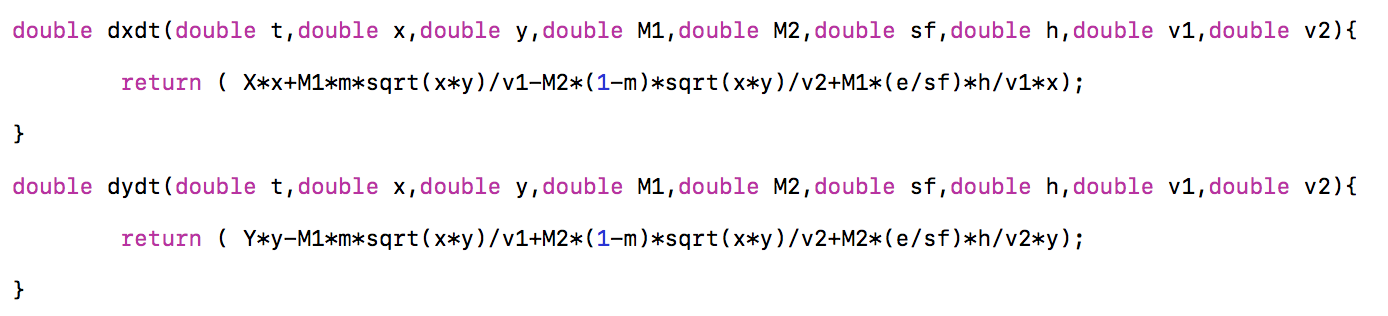 double dxdt(double t,double x,double y,double M1,double M2,double sf,double h,double v1,double v2){
return ( X*x+M1*m*sqrt(x*y)/v1-M2*(1-m)*sqrt(x*y)/v2+M1*(e/sf)*h/v1*x);
}
double dydt(double t,double x,double y,double M1,double M2,double sf,double h,double v1,double v2){
return ( Y*y-M1*m*sqrt(x*y)/v1+M2*(1-m)*sqrt(x*y)/v2+M2*(e/sf)*h/v2*y);
}